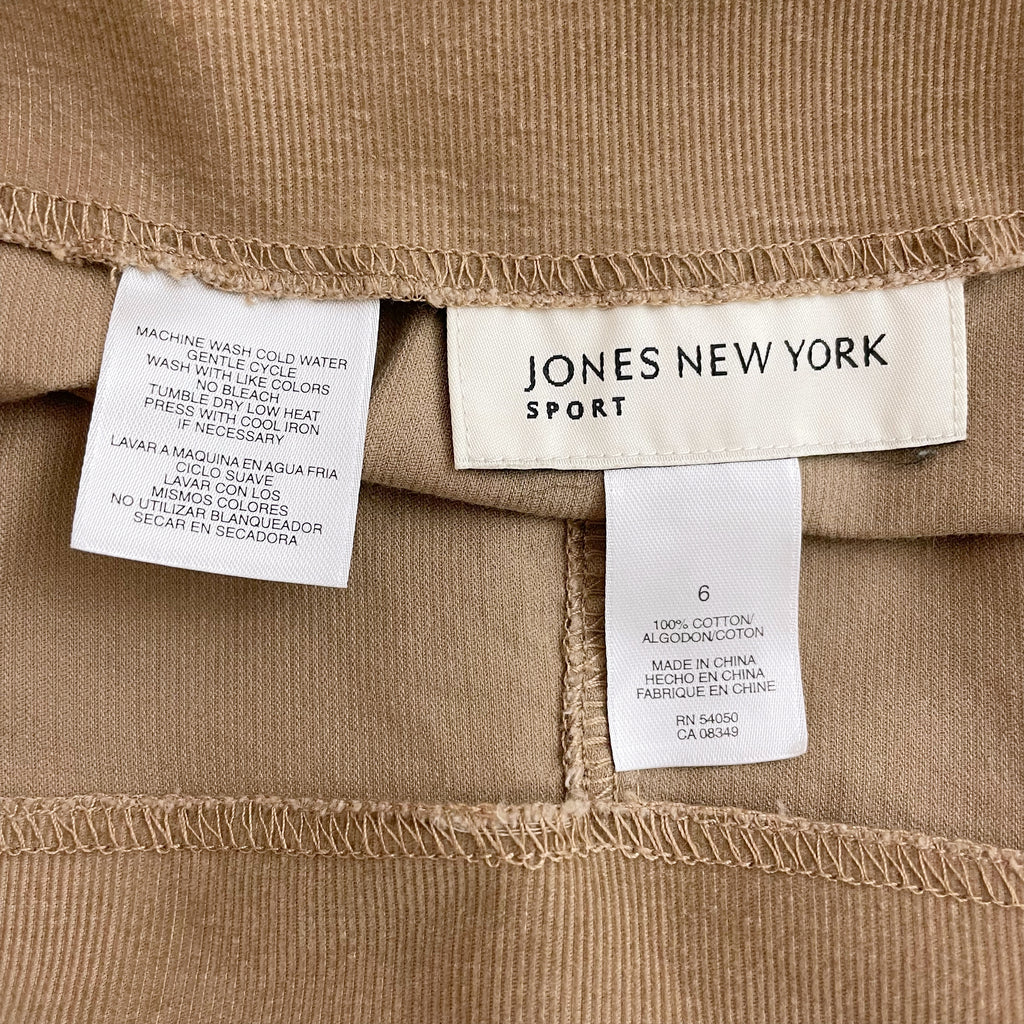 MACHINE WASH COLD WATER
GENTLE CYCLE
WASH WITH LIKE COLORS
NO BLEACH
TUMBLE DRY LOW HEAT
PRESS WITH COOL IRON
IF NECESSARY
LAVAR A MAQUINA EN AGUA FRIA
CICLO SUAVE
LAVAR CON LOS
MISMOS COLORES
NO UTILIZAR BLANQUEADOR
SECAR EN SECADORA
JONES NEW YORK
SPORT
6
100% COTTON/
ALGODON/COTON
MADE IN CHINA
HECHO EN CHINA
FABRIQUE EN CHINE
RN 54050
CA 08349